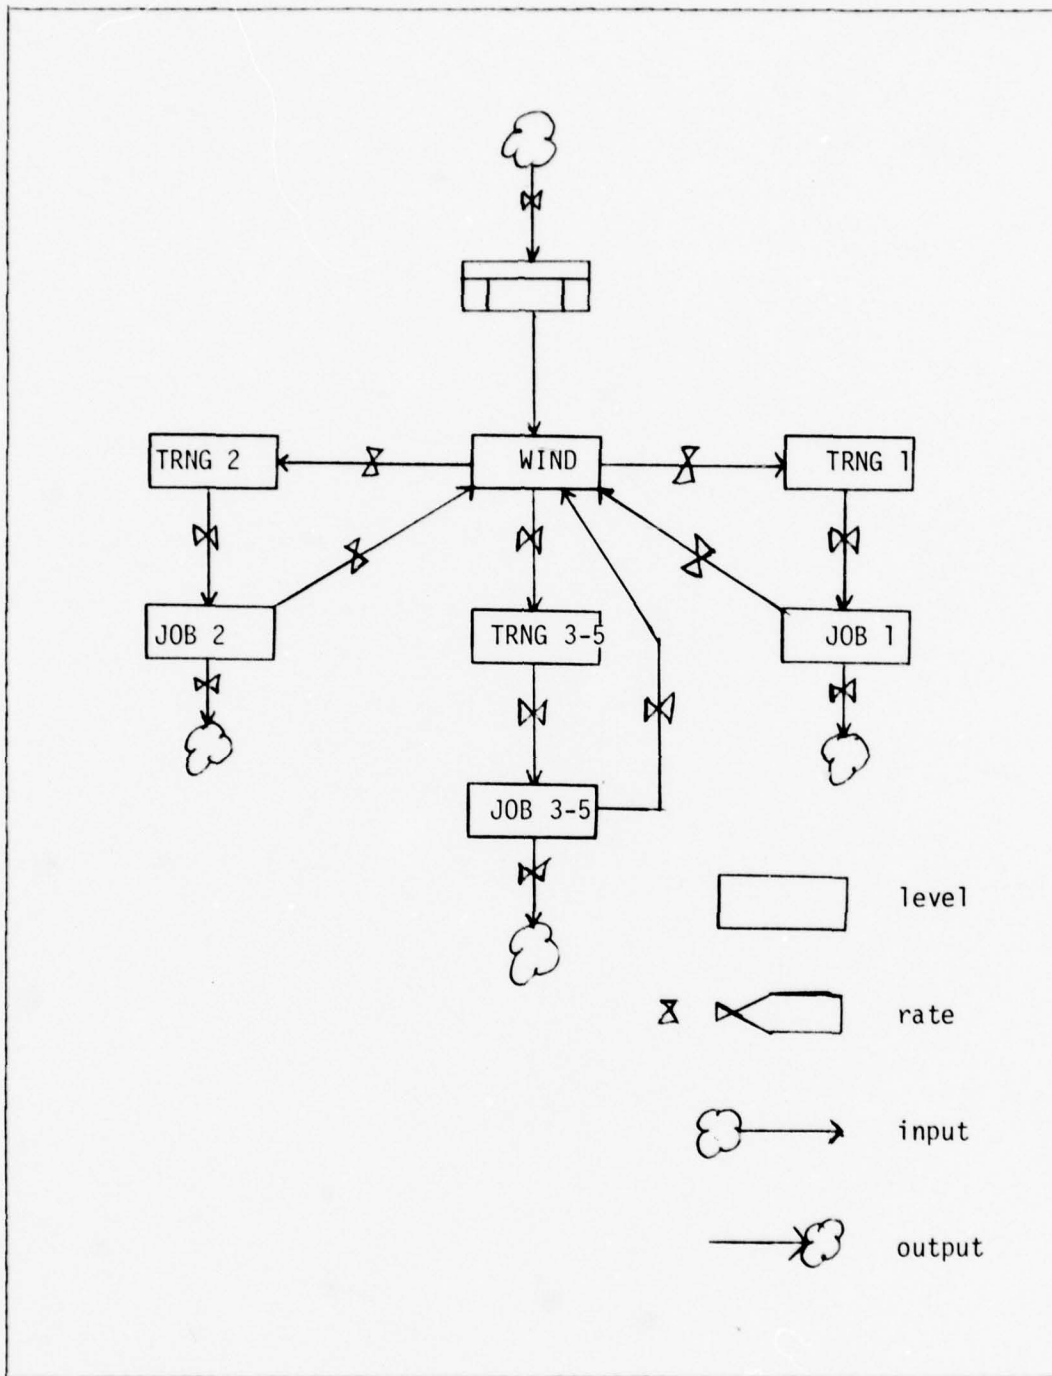 TRNG 2
WIND
TRNG 1
JOB 2
TRNG 3-5
JOB 1
JOB 3-5
level
rate
input
output